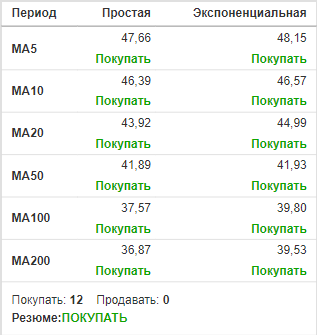 Период Простая Экспоненциальная
MA5 47,66 48,15
Покупать Покупать
MA10 46,39 46,57
Покупать Покупать
MA20 43,92 44,99
Покупать Покупать
MA50 41,89 41,93
Покупать Покупать
MA100 37,57 39,80
Покупать Покупать
MA200 36,87 39,53
Покупать Покупать
Покупать: 12 Продавать: 0
Резюме:ПОКУПАТЬ